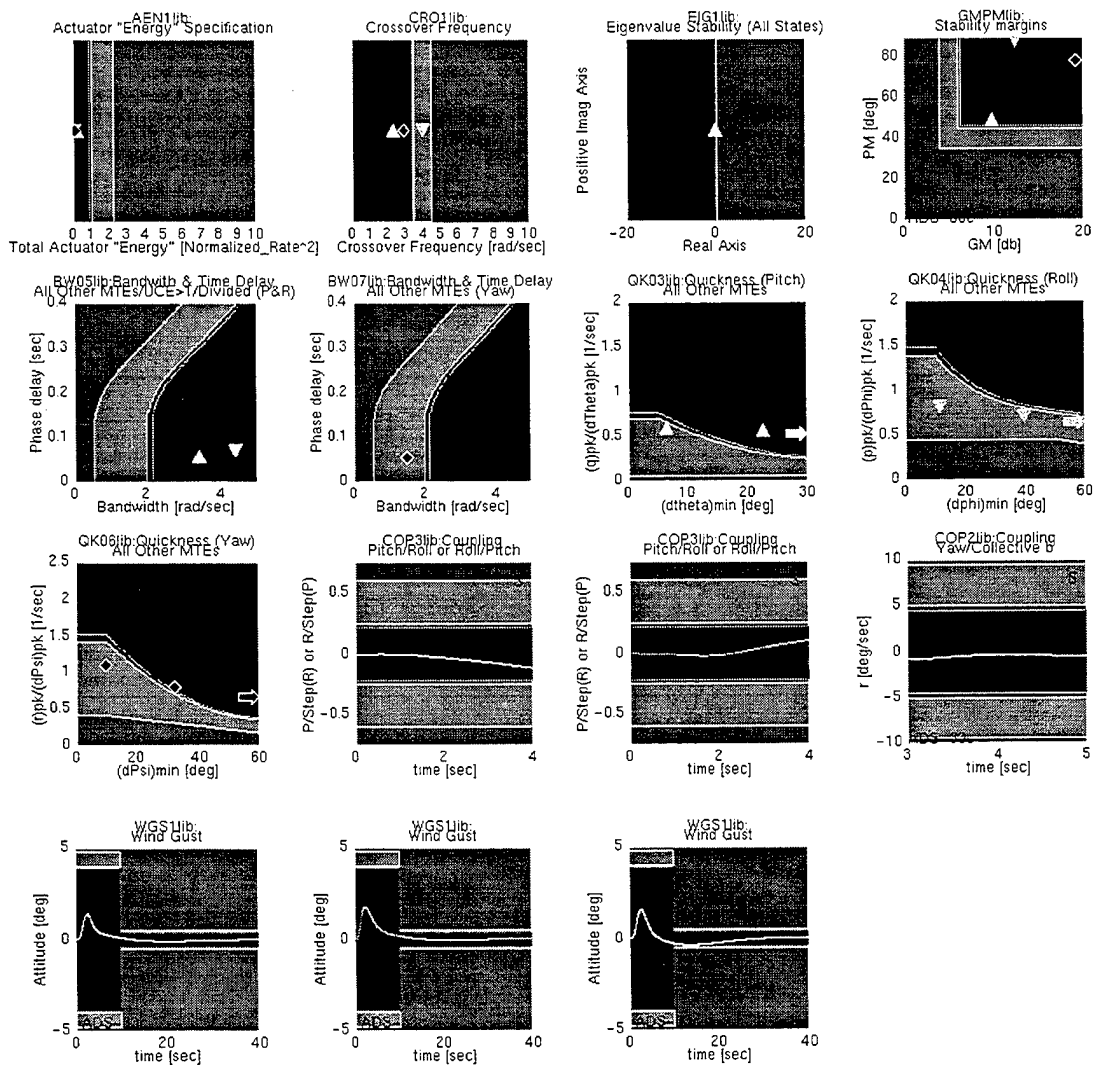 AEN1lib:
Actuator "Energy" Specification
Total Actuator "Energy" [Normalized_Rate^2]
0 1 2 3 4 5 6 7 8 9 10
CRO1lib:
Crossover Frequency
0 1 2 3 4 5 6 7 8 9 10
Crossover Frequency [rad/sec]
EIG1lib:
Eigenvalue Stability (All States)
Positive Imag Axis
-20 0 20
Real Axis
GMPMlib:
Stability margins
PM [deg]
80
60
40
20
0
0 10 20
GM [db]
BW05lib:Bandwith & Time Delay
All Other MTEs/UCE>1/Divided (P&R)
Phase delay [sec]
0.4
0.3
0.2
0.1
0
0 2 4
Bandwidth [rad/sec]
BW07lib:Bandwidth & Time Delay
All Other MTEs (Yaw)
Phase delay [sec]
0.4
0.3
0.2
0.1
0
0 2 4
Bandwidth [rad/sec]
QK03lib:Quickness (Pitch)
All Other MTEs
(q)pk/(dTheta)pk [1/sec]
2
1.5
1
0.5
0
0 10 20 30
(dtheta)min [deg]
QK04lib:Quickness (Roll)
All Other MTEs
(p)pk/(dPhi)pk [1/sec]
2
1.5
1
0.5
0
0 20 40 60
(dphi)min [deg]
QK06lib:Quickness (Yaw)
All Other MTEs
(r)pk/(dPsi)pk [1/sec]
2.5
2
1.5
1
0.5
0
0 20 40 60
(dPsi)min [deg]
COP3lib:Coupling
Pitch/Roll or Roll/Pitch
P/Step(R) or R/Step(P)
0.5
0
-0.5
0 2 4
time [sec]
COP3lib:Coupling
Pitch/Roll or Roll/Pitch
P/Step(R) or R/Step(P)
0.5
0
-0.5
0 2 4
time [sec]
COP2lib:Coupling
Yaw/Collective b
r [deg/sec]
10
5
0
-5
-10
3 4 5
time [sec]
WGS1lib:
Wind Gust
Attitude [deg]
5
0
-5
ADS-
0 20 40
time [sec]
WGS1lib:
Wind Gust
Attitude [deg]
5
0
-5
ADS-
0 20 40
time [sec]
WGS1lib:
Wind Gust
Attitude [deg]
5
0
-5
ADS-
0 20 40
time [sec]